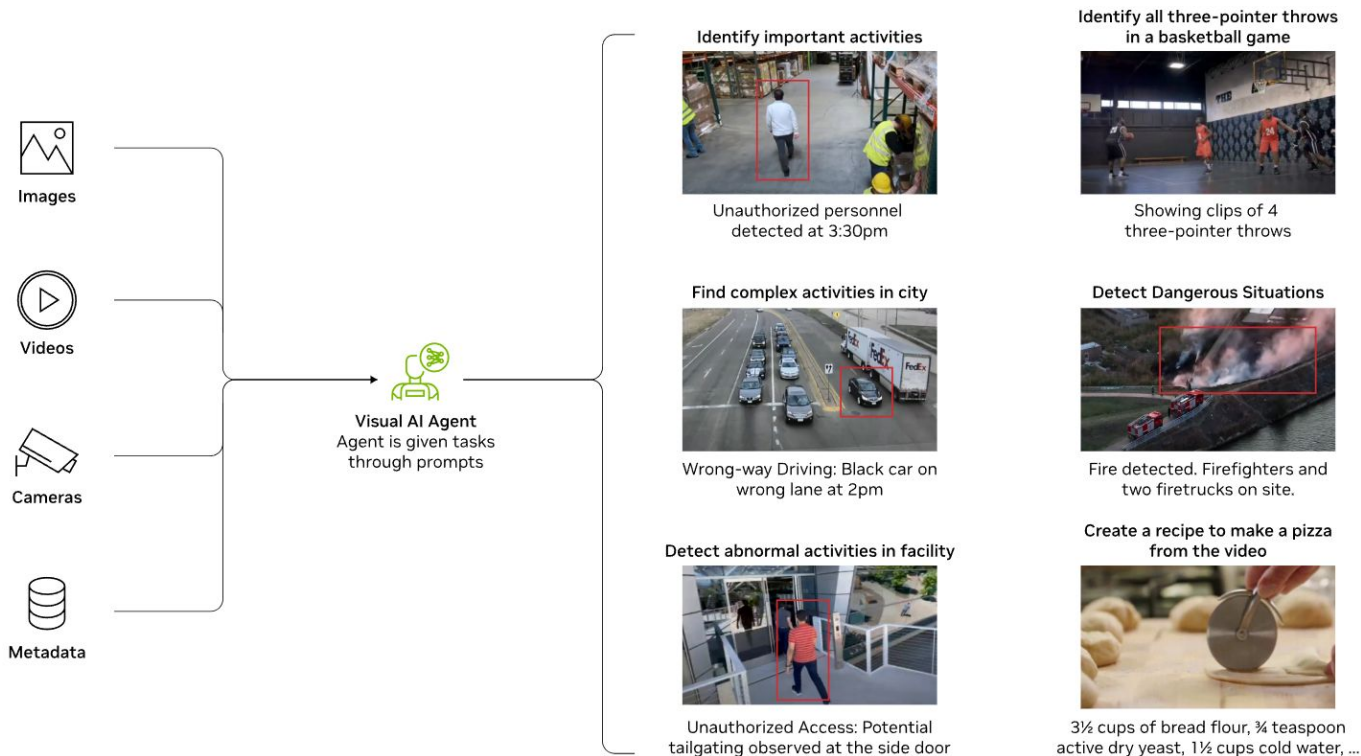 Images
Videos
Cameras
Metadata
Visual AI Agent
Agent is given tasks
through prompts
Identify important activities
Unauthorized personnel
detected at 3:30pm
Identify all three-pointer throws
in a basketball game
THE
24
Showing clips of 4
three-pointer throws
Find complex activities in city
FedEx
FedEx
FedEx
Wrong-way Driving: Black car on
wrong lane at 2pm
Detect Dangerous Situations
Fire detected. Firefighters and
two firetrucks on site.
Detect abnormal activities in facility
Unauthorized Access: Potential
tailgating observed at the side door
Create a recipe to make a pizza
from the video
3½ cups of bread flour, ¾ teaspoon
active dry yeast, 1½ cups cold water, ...